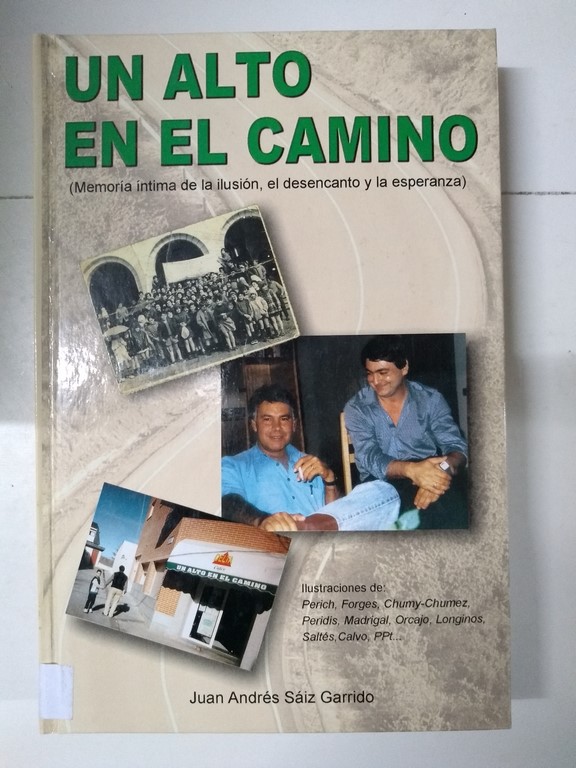 UN ALTO
EN EL CAMINO
(Memoria íntima de la ilusión, el desencanto y la esperanza)
UN ALTO EN EL CAMINO
Ilustraciones de:
Perich, Forges, Chumy-Chumez,
Peridis, Madrigal, Orcajo, Longinos,
Saltés,Calvo, PPt...
Juan Andrés Sáiz Garrido